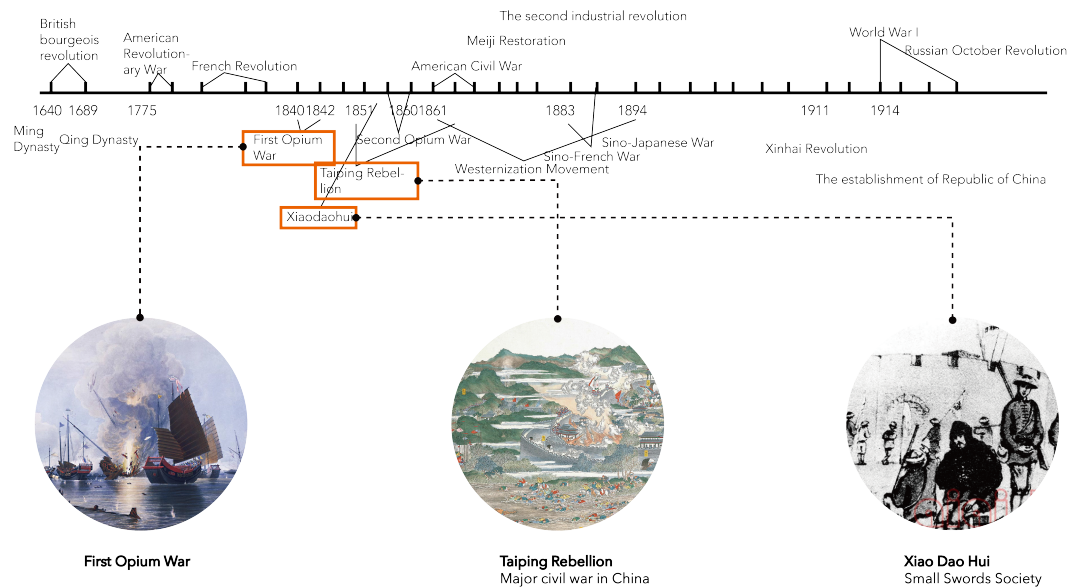 The second industrial revolution
British
bourgeois
revolution
American
Revolution-
ary War
French Revolution
Meiji Restoration
American Civil War
World War I
Russian October Revolution
1640
1689
1775
1840
1842
1851
1860
1861
1883
1894
1911
1914
Ming
Dynasty
Qing Dynasty
First Opium
War
Second Opium War
Sino-Japanese War
Sino-French War
Westernization Movement
Xinhai Revolution
Taiping Rebel-
lion
The establishment of Republic of China
Xiaodaohui
First Opium War
Taiping Rebellion
Major civil war in China
Xiao Dao Hui
Small Swords Society